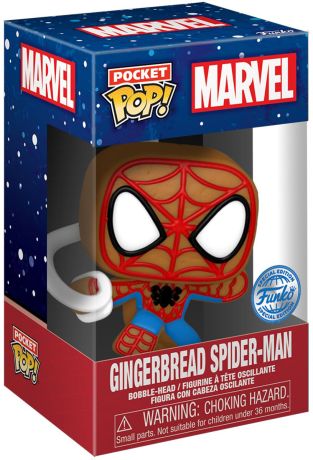 POCKET
POP!
MARVEL
MARVEL
SPECIAL EDITION
Funko
SPECIAL EDITION
POCKET
POP!
GINGERBREAD SPIDER-MAN
BOBBLE-HEAD / FIGURINE À TÊTE OSCILLANTE
FIGURA CON CABEZA OSCILANTE
WARNING: CHOKING HAZARD.
Small parts. Not suitable for children under 36 months.